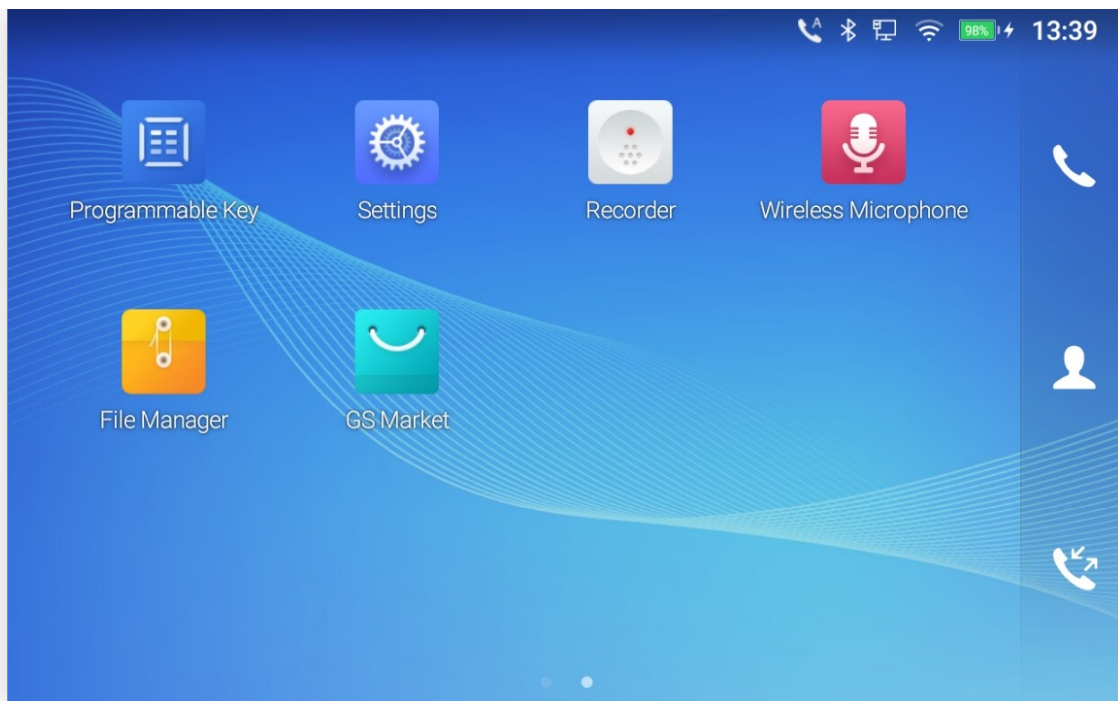 A
98%
13:39
Programmable Key
Settings
Recorder
Wireless Microphone
File Manager
GS Market